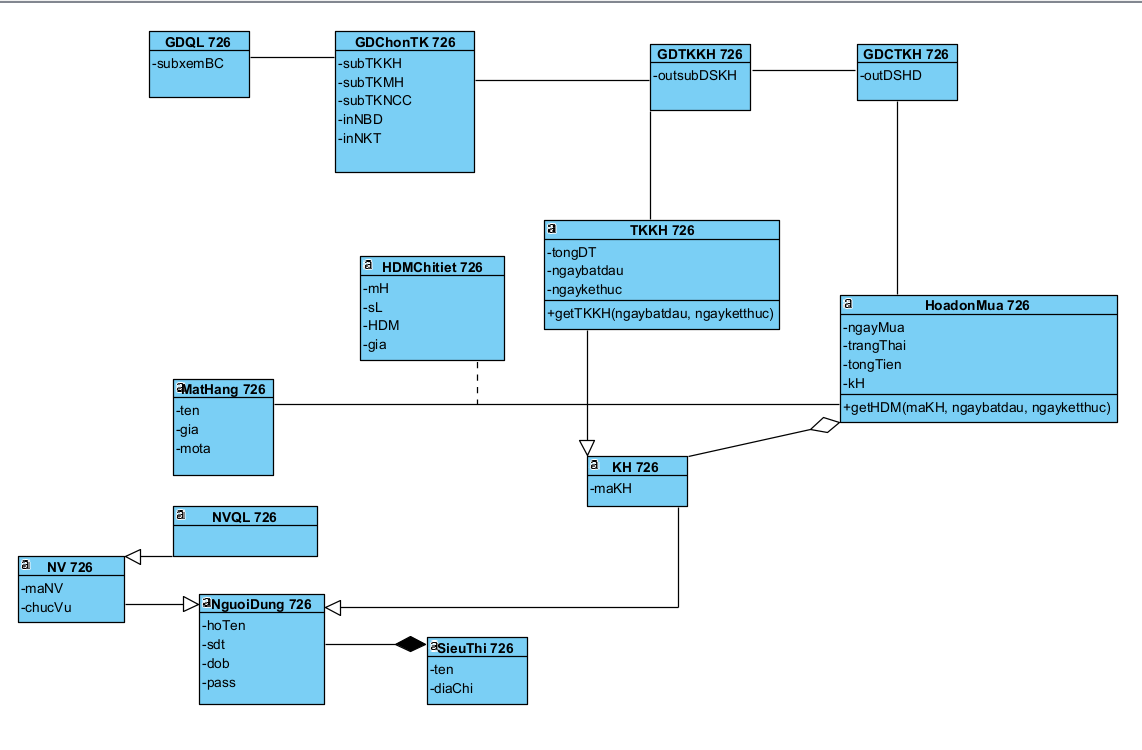 GDQL 726
-subxemBC
GDChonTK 726
-subTKKH
-subTKMH
-subTKNCC
-inNBD
-inNKT
GDTKKH 726
-outsubDSKH
GDCTKH 726
-outDSHD
a
TKKH 726
-tongDT
-ngaybatdau
-ngaykethuc
+getTKKH(ngaybatdau, ngayketthuc)
a
HDMChitiet 726
-mH
-sL
-HDM
-gia
a
HoadonMua 726
-ngayMua
-trangThai
-tongTien
-kH
+getHDM(maKH, ngaybatdau, ngayketthuc)
a
MatHang 726
-ten
-gia
-mota
a
KH 726
-maKH
a
NVQL 726
a
NV 726
-maNV
-chucVu
a
NguoiDung 726
-hoTen
-sdt
-dob
-pass
a
SieuThi 726
-ten
-diaChi